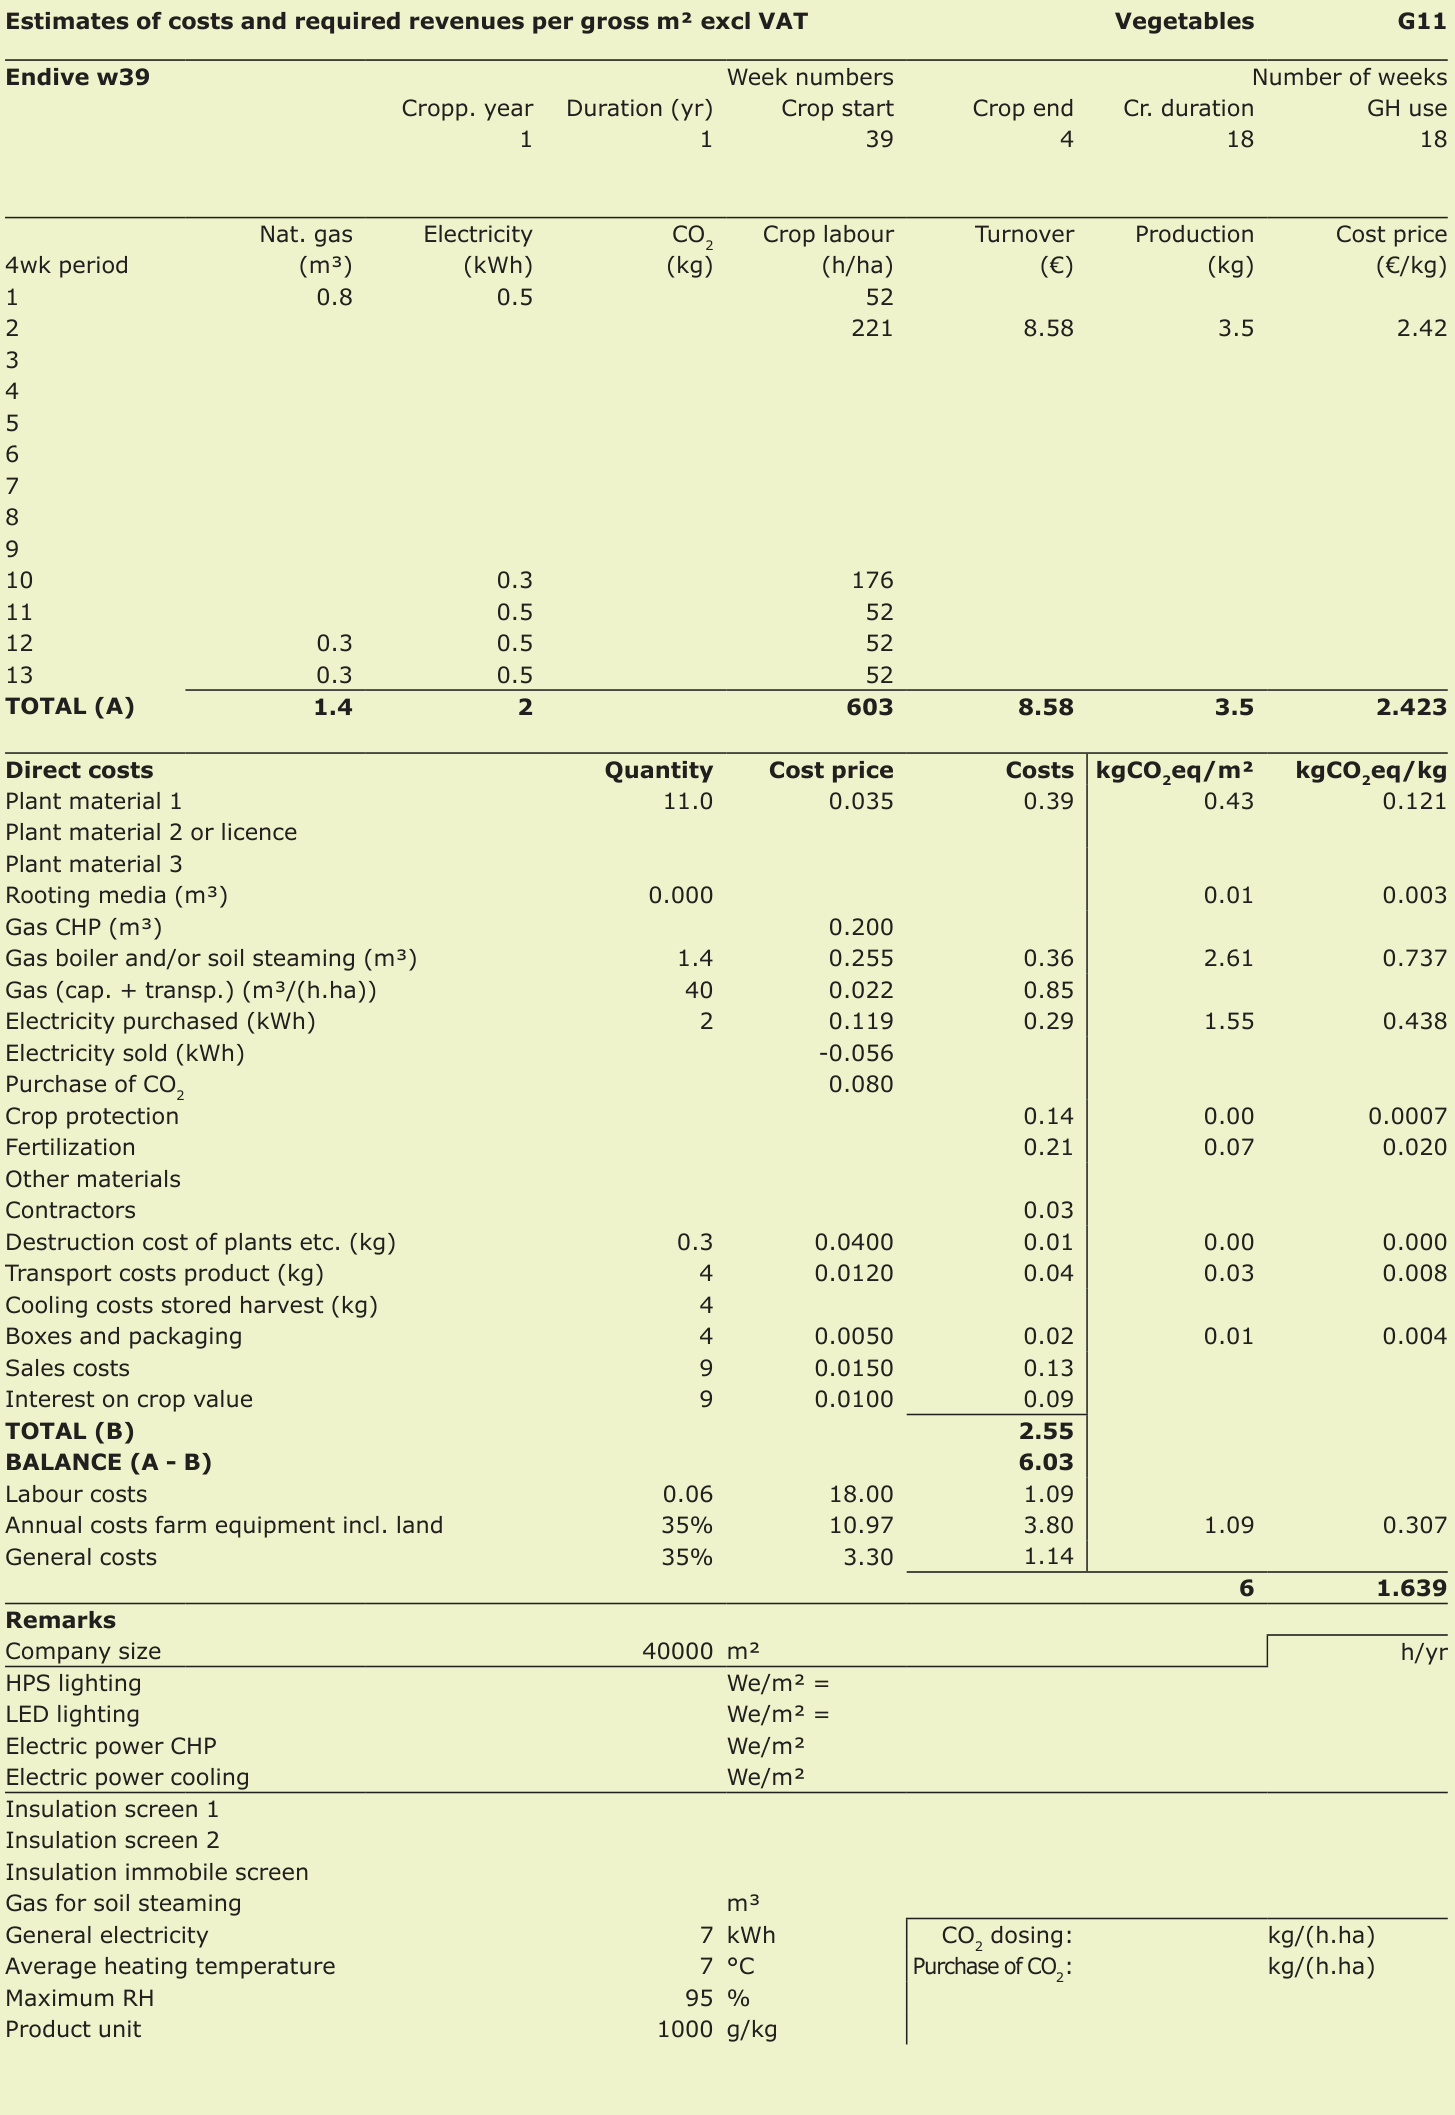 Estimates of costs and required revenues per gross m² excl VAT Vegetables G11
Endive w39 Week numbers Number of weeks
Cropp. year Duration (yr) Crop start Crop end Cr. duration GH use
1 1 39 4 18 18
Nat. gas Electricity CO₂ Crop labour Turnover Production Cost price
4wk period (m³) (kWh) (kg) (h/ha) (€) (kg) (€/kg)
1 0.8 0.5 52
2 221 8.58 3.5 2.42
3
4
5
6
7
8
9
10 0.3 176
11 0.5 52
12 0.3 0.5 52
13 0.3 0.5 52
TOTAL (A) 1.4 2 603 8.58 3.5 2.423
Direct costs Quantity Cost price Costs kgCO₂eq/m² kgCO₂eq/kg
Plant material 1 11.0 0.035 0.39 0.43 0.121
Plant material 2 or licence
Plant material 3
Rooting media (m³) 0.000 0.01 0.003
Gas CHP (m³) 0.200
Gas boiler and/or soil steaming (m³) 1.4 0.255 0.36 2.61 0.737
Gas (cap. + transp.) (m³/(h.ha)) 40 0.022 0.85
Electricity purchased (kWh) 2 0.119 0.29 1.55 0.438
Electricity sold (kWh) -0.056
Purchase of CO₂ 0.080
Crop protection 0.14 0.00 0.0007
Fertilization 0.21 0.07 0.020
Other materials
Contractors 0.03
Destruction cost of plants etc. (kg) 0.3 0.0400 0.01 0.00 0.000
Transport costs product (kg) 4 0.0120 0.04 0.03 0.008
Cooling costs stored harvest (kg) 4
Boxes and packaging 4 0.0050 0.02 0.01 0.004
Sales costs 9 0.0150 0.13
Interest on crop value 9 0.0100 0.09
TOTAL (B) 2.55
BALANCE (A - B) 6.03
Labour costs 0.06 18.00 1.09
Annual costs farm equipment incl. land 35% 10.97 3.80 1.09 0.307
General costs 35% 3.30 1.14
6 1.639
Remarks
Company size 40000 m² h/yr
HPS lighting We/m² =
LED lighting We/m² =
Electric power CHP We/m²
Electric power cooling We/m²
Insulation screen 1
Insulation screen 2
Insulation immobile screen
Gas for soil steaming m³
General electricity 7 kWh CO₂ dosing: kg/(h.ha)
Average heating temperature 7 °C Purchase of CO₂: kg/(h.ha)
Maximum RH 95 %
Product unit 1000 g/kg